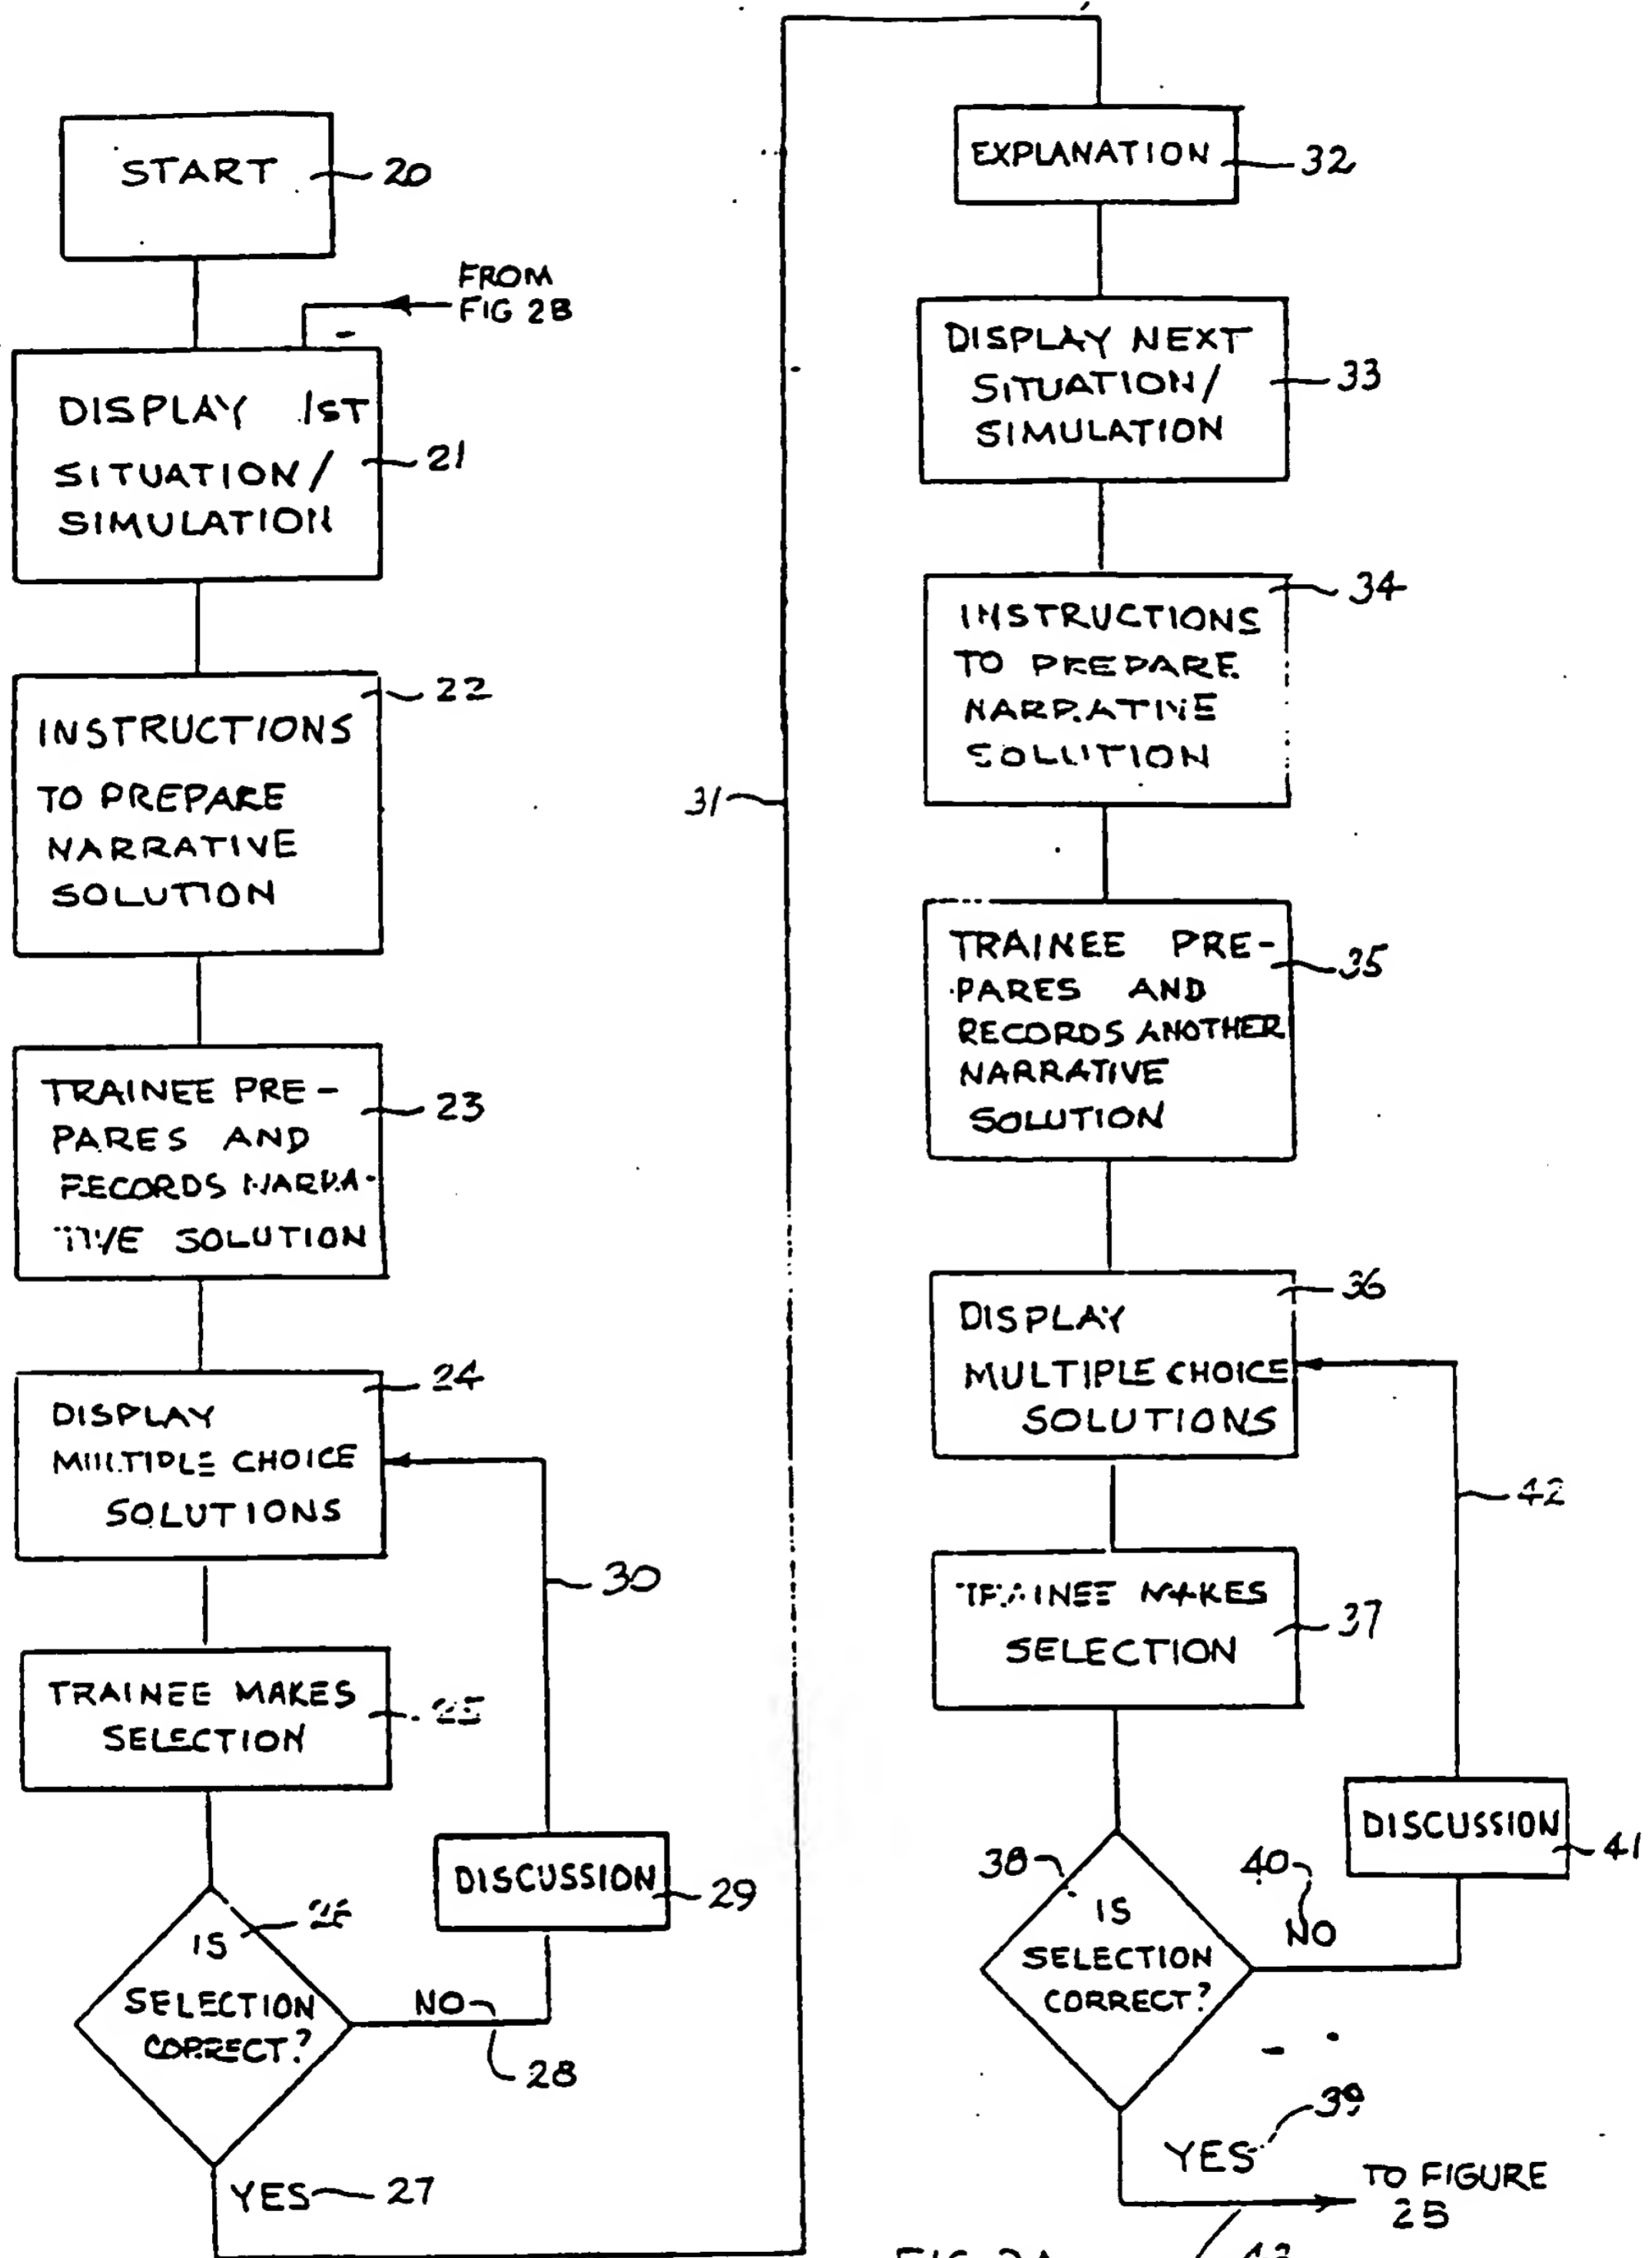 START
20
FROM
FIG 2B
DISPLAY 1ST
SITUATION/
SIMULATION
21
INSTRUCTIONS
TO PREPARE
NARRATIVE
SOLUTION
22
TRAINEE PRE-
PARES AND
RECORDS NARRA-
TIVE SOLUTION
23
DISPLAY
MULTIPLE CHOICE
SOLUTIONS
24
TRAINEE MAKES
SELECTION
25
IS
SELECTION
CORRECT?
26
NO
28
DISCUSSION
29
30
YES
27
31
EXPLANATION
32
DISPLAY NEXT
SITUATION/
SIMULATION
33
INSTRUCTIONS
TO PREPARE
NARRATIVE
SOLUTION
34
TRAINEE PRE-
PARES AND
RECORDS ANOTHER
NARRATIVE
SOLUTION
35
DISPLAY
MULTIPLE CHOICE
SOLUTIONS
36
TRAINEE MAKES
SELECTION
37
IS
SELECTION
CORRECT?
38
40
NO
DISCUSSION
41
42
YES
39
TO FIGURE
2B